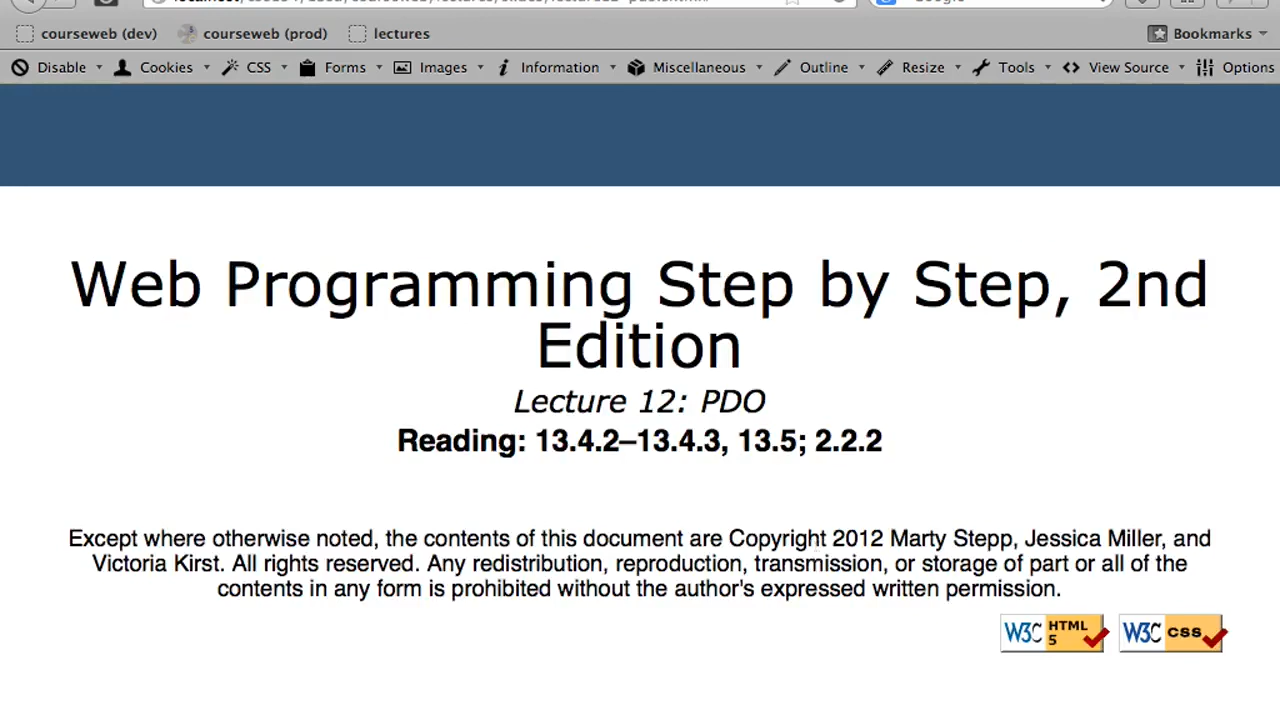 courseweb (dev) courseweb (prod) lectures Bookmarks
Disable Cookies CSS Forms Images Information Miscellaneous Outline Resize Tools View Source Options
Web Programming Step by Step, 2nd
Edition
Lecture 12: PDO
Reading: 13.4.2–13.4.3, 13.5; 2.2.2
Except where otherwise noted, the contents of this document are Copyright 2012 Marty Stepp, Jessica Miller, and
Victoria Kirst. All rights reserved. Any redistribution, reproduction, transmission, or storage of part or all of the
contents in any form is prohibited without the author's expressed written permission.
W3C HTML 5 W3C css